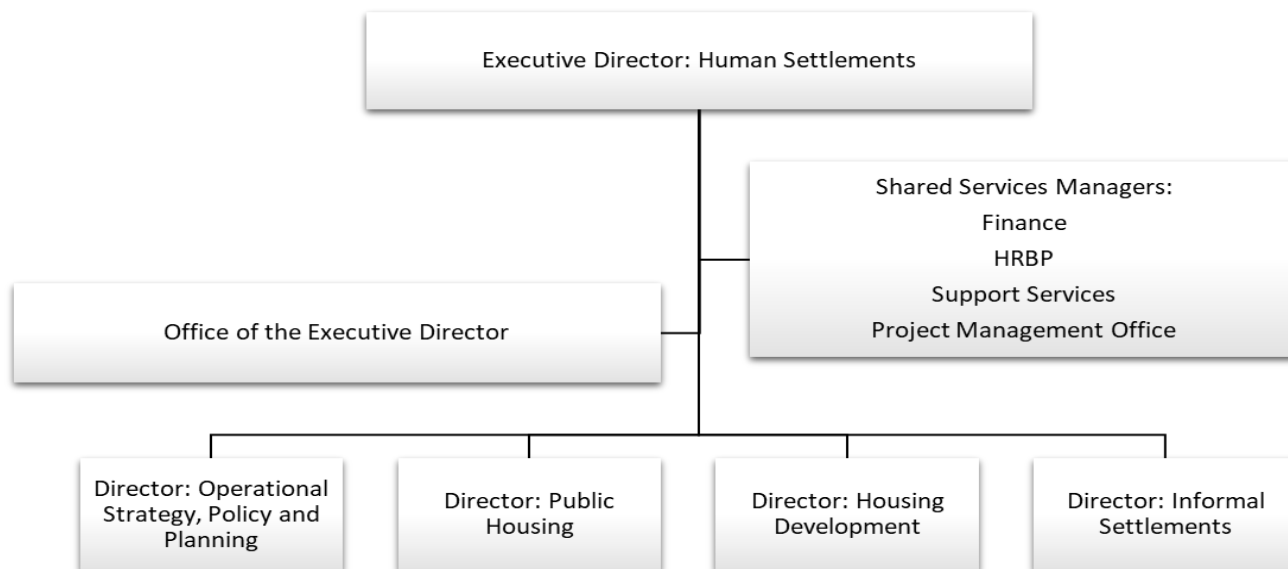 Executive Director: Human Settlements
Shared Services Managers:
Finance
HRBP
Support Services
Project Management Office
Office of the Executive Director
Director: Operational
Strategy, Policy and
Planning
Director: Public
Housing
Director: Housing
Development
Director: Informal
Settlements